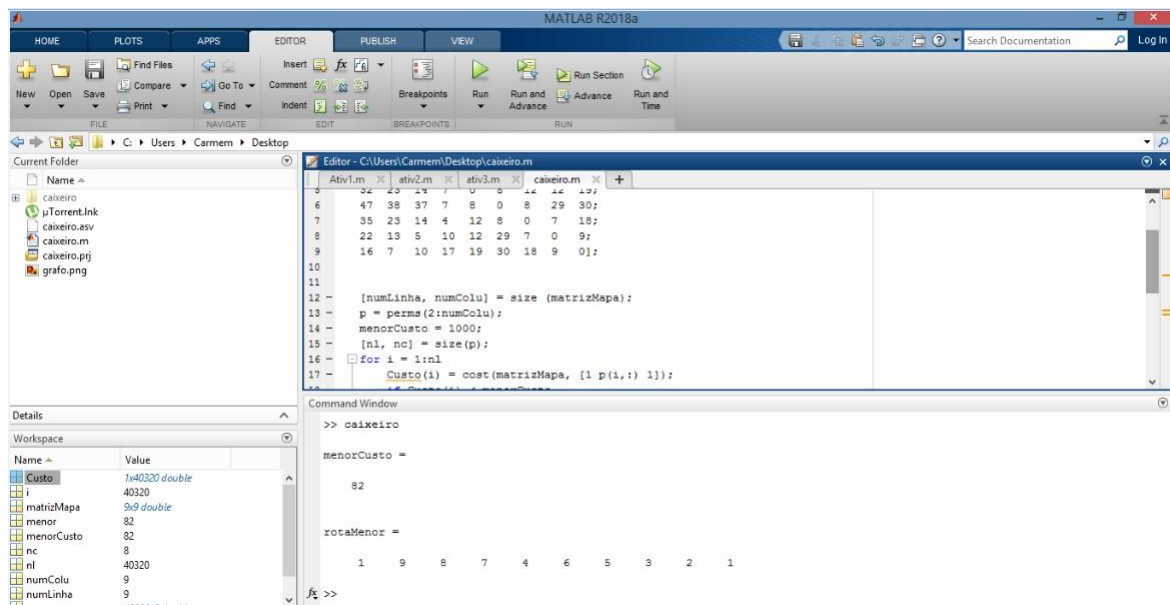 MATLAB R2018a
HOME PLOTS APPS EDITOR PUBLISH VIEW
Search Documentation
Log In
New
Open
Save
Find Files
Compare
Print
FILE
Go To
Find
NAVIGATE
Insert
Comment
Indent
EDIT
Breakpoints
BREAKPOINTS
Run
Run and Advance
Run Section
Advance
Run and Time
RUN
C: Users Carmem Desktop
Current Folder
Name
caixeiro
µTorrent.lnk
caixeiro.asv
caixeiro.m
caixeiro.prj
grafo.png
Details
Workspace
Name Value
Custo 1x40320 double
i 40320
matrizMapa 9x9 double
menor 82
menorCusto 82
nc 8
nl 40320
numColu 9
numLinha 9
Editor - C:\Users\Carmem\Desktop\caixeiro.m
Ativ1.m ativ2.m ativ3.m caixeiro.m +
6 47 38 37 7 8 0 8 29 30;
7 35 23 14 4 12 8 0 7 18;
8 22 13 5 10 12 29 7 0 9;
9 16 7 10 17 19 30 18 9 0];
10
11
12 - [numLinha, numColu] = size (matrizMapa);
13 - p = perms(2:numColu);
14 - menorCusto = 1000;
15 - [nl, nc] = size(p);
16 - for i = 1:nl
17 - Custo(i) = cost(matrizMapa, [1 p(i,:) 1]);
Command Window
>> caixeiro
menorCusto =
82
rotaMenor =
1 9 8 7 4 6 5 3 2 1
fx >>